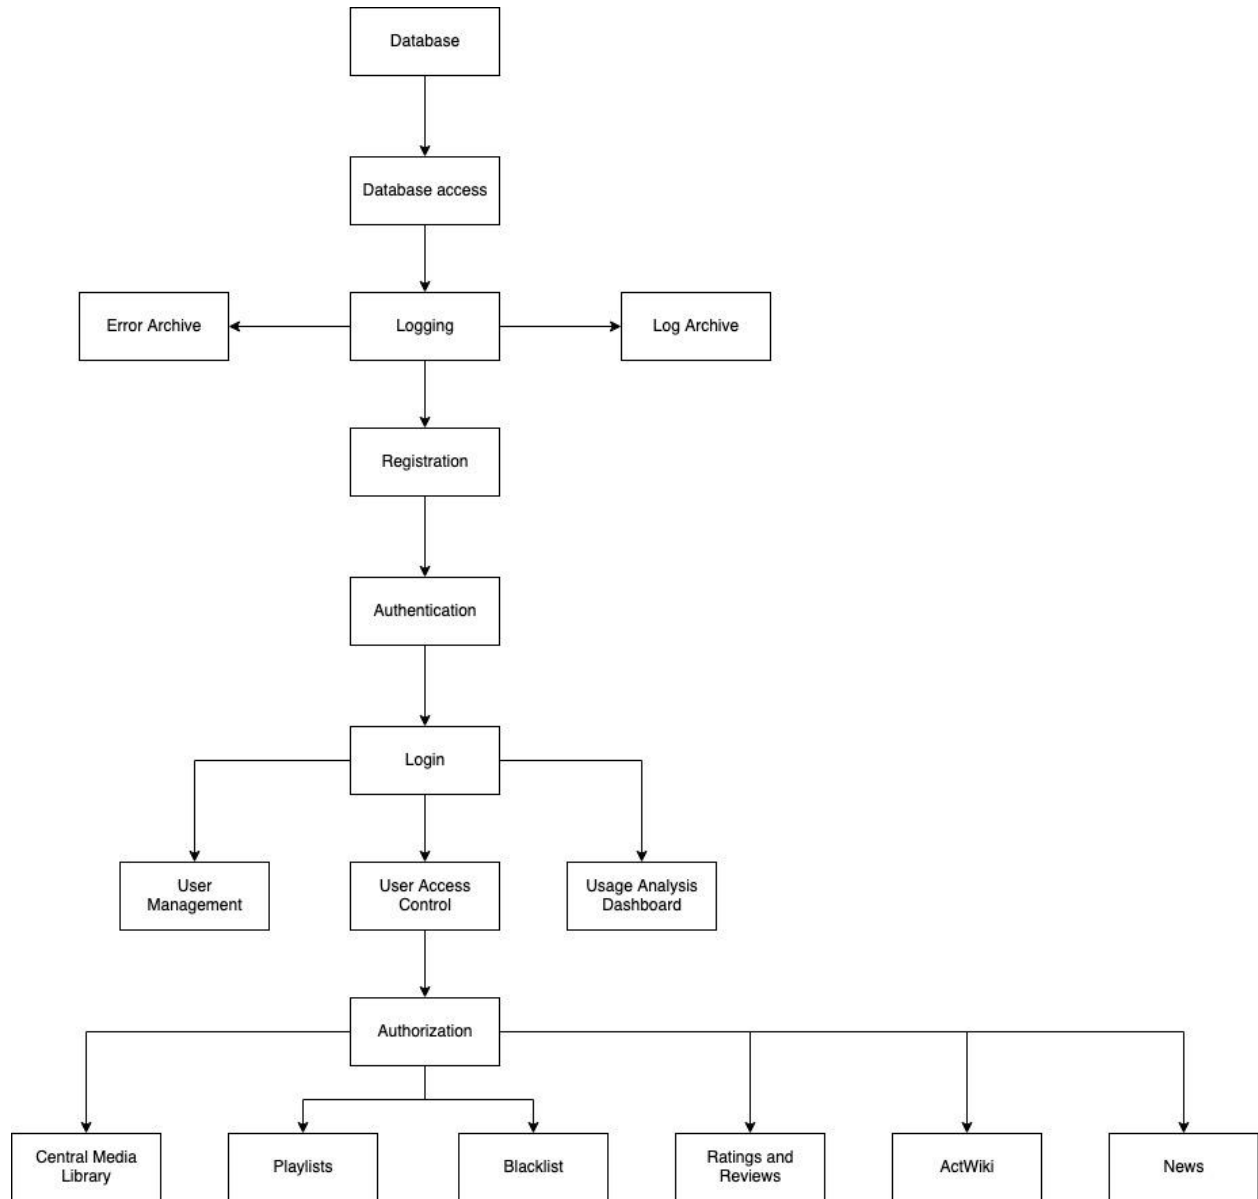 Database
Database access
Error Archive
Logging
Log Archive
Registration
Authentication
Login
User
Management
User Access
Control
Usage Analysis
Dashboard
Authorization
Central Media
Library
Playlists
Blacklist
Ratings and
Reviews
ActWiki
News